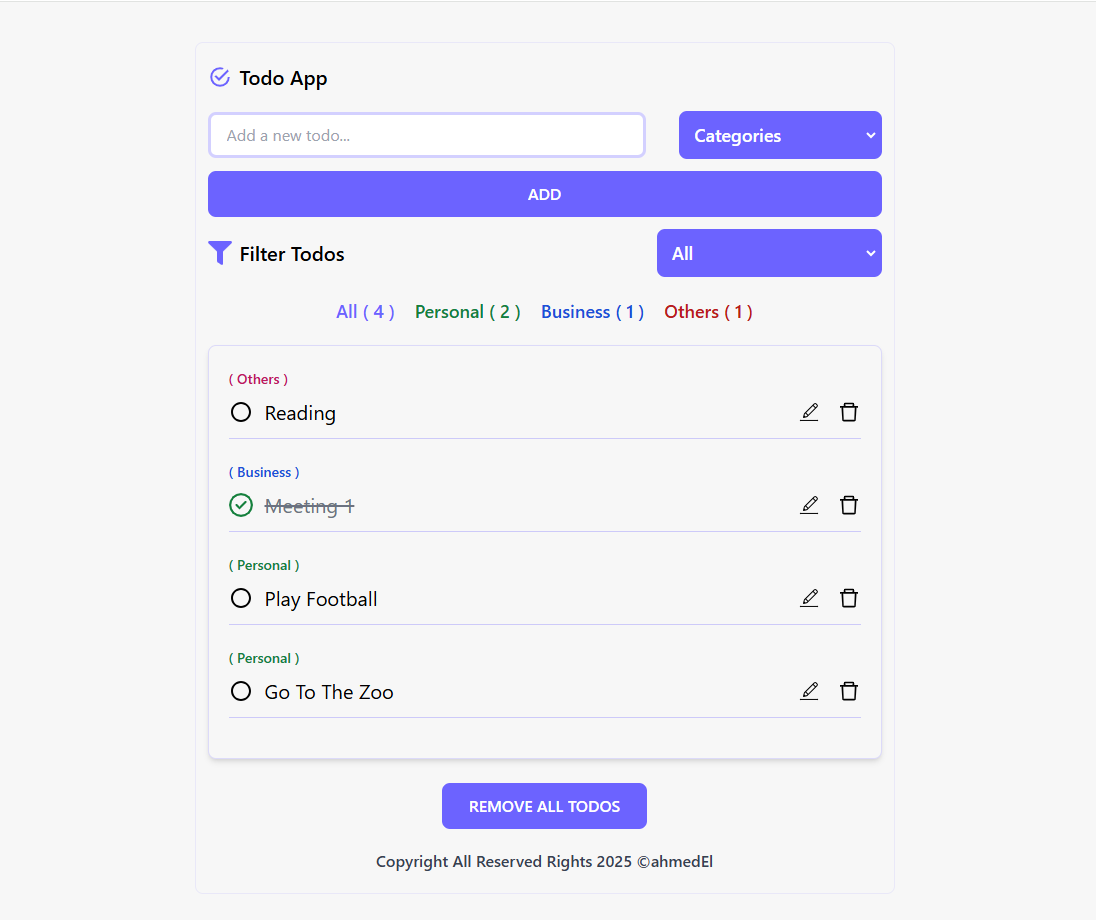 Todo App
Add a new todo...
Categories
ADD
Filter Todos
All
All ( 4 ) Personal ( 2 ) Business ( 1 ) Others ( 1 )
( Others )
Reading
( Business )
Meeting 1
( Personal )
Play Football
( Personal )
Go To The Zoo
REMOVE ALL TODOS
Copyright All Reserved Rights 2025 ©ahmedEl